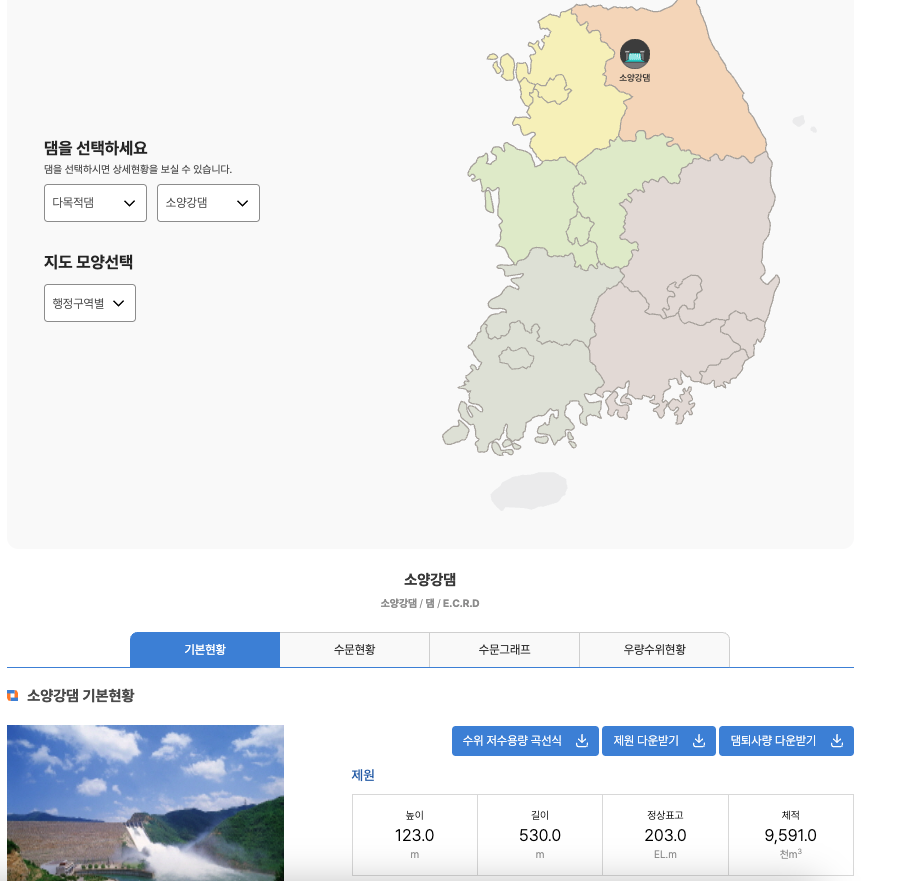 소양강댐
댐을 선택하세요
댐을 선택하시면 상세현황을 보실 수 있습니다.
다목적댐 소양강댐
지도 모양선택
행정구역별
소양강댐
소양강댐 / 댐 / E.C.R.D
기본현황 수문현황 수문그래프 우량수위현황
소양강댐 기본현황
수위 저수용량 곡선식 제원 다운받기 댐퇴사량 다운받기
제원
높이 길이 정상표고 체적
123.0 530.0 203.0 9,591.0
m m EL.m 천m³